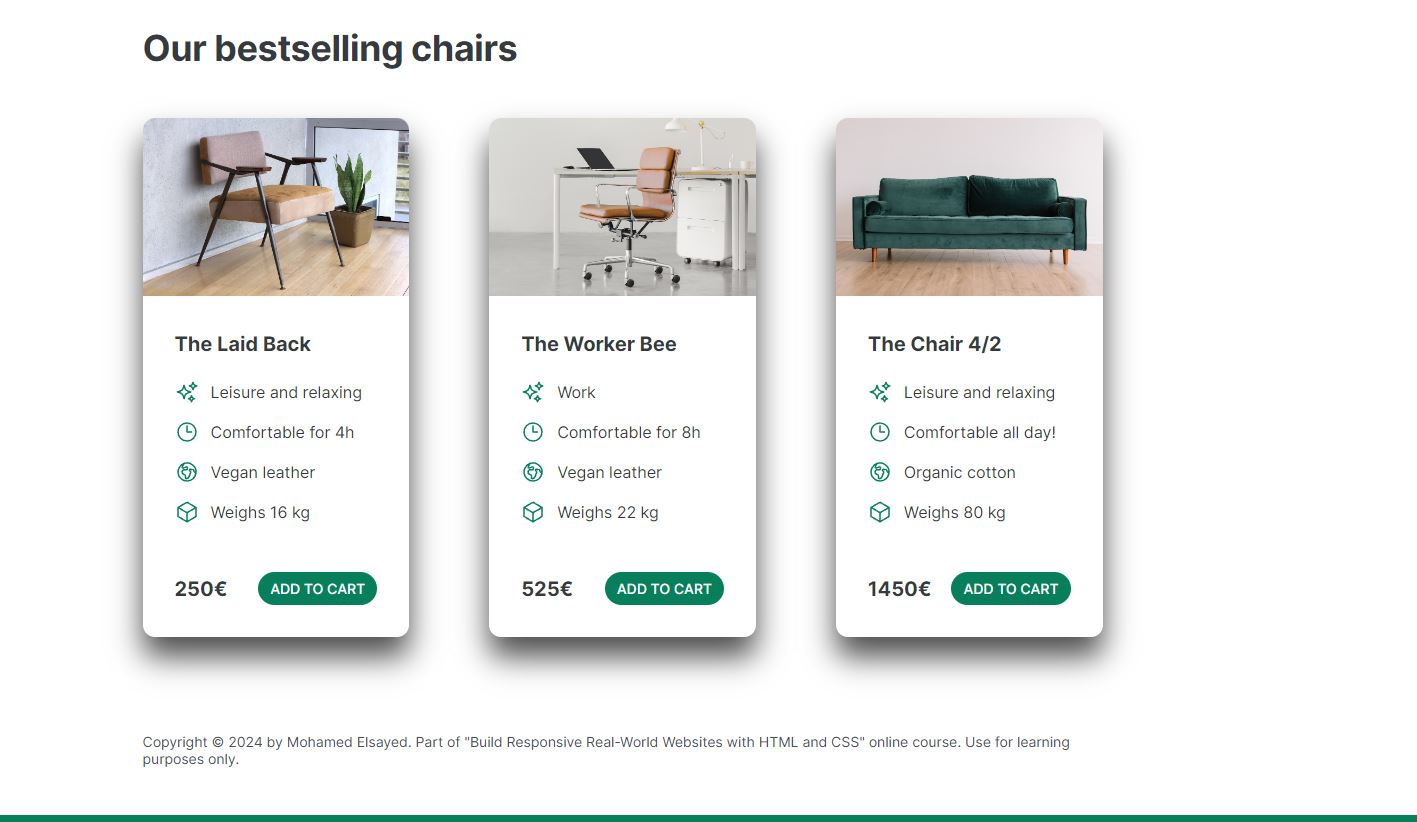 Our bestselling chairs
The Laid Back
Leisure and relaxing
Comfortable for 4h
Vegan leather
Weighs 16 kg
250€
ADD TO CART
The Worker Bee
Work
Comfortable for 8h
Vegan leather
Weighs 22 kg
525€
ADD TO CART
The Chair 4/2
Leisure and relaxing
Comfortable all day!
Organic cotton
Weighs 80 kg
1450€
ADD TO CART
Copyright © 2024 by Mohamed Elsayed. Part of "Build Responsive Real-World Websites with HTML and CSS" online course. Use for learning
purposes only.